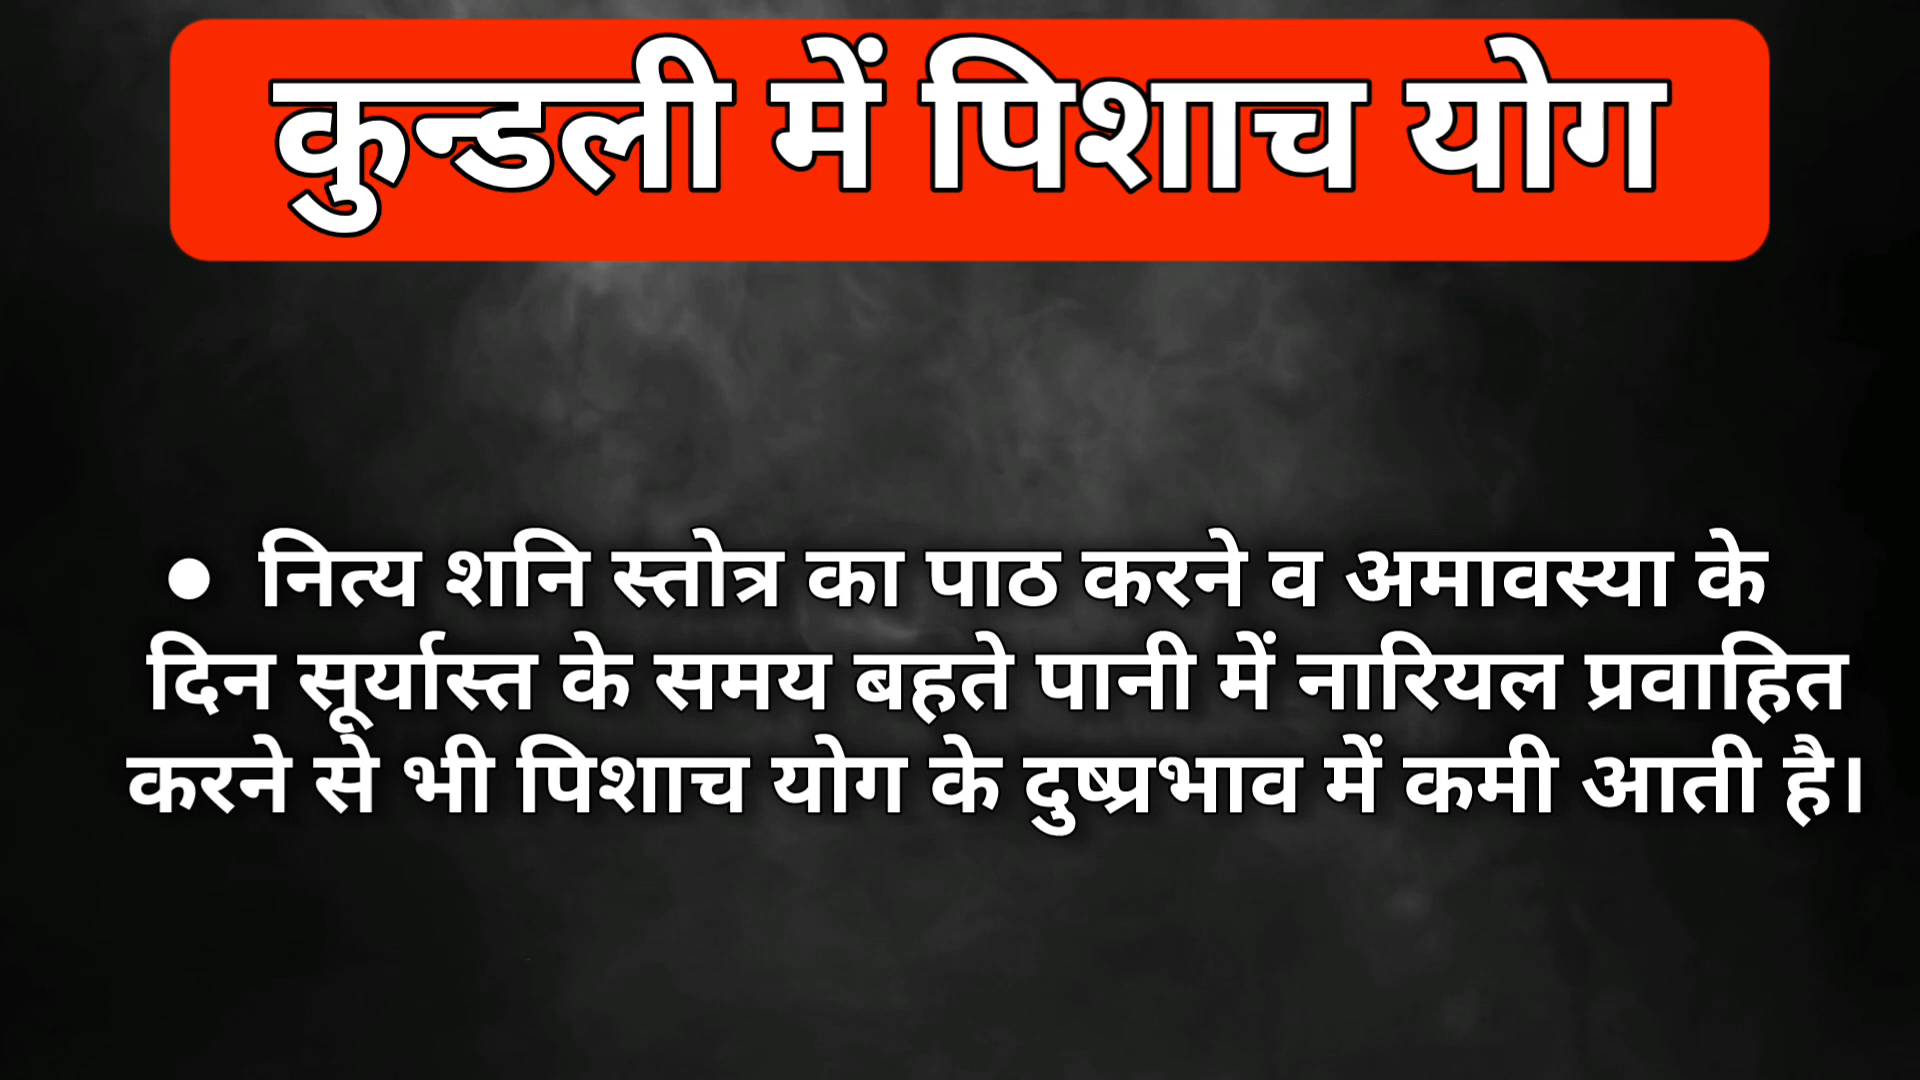 कुन्डली में पिशाच योग
● नित्य शनि स्तोत्र का पाठ करने व अमावस्या के
दिन सूर्यास्त के समय बहते पानी में नारियल प्रवाहित
करने से भी पिशाच योग के दुष्प्रभाव में कमी आती है।